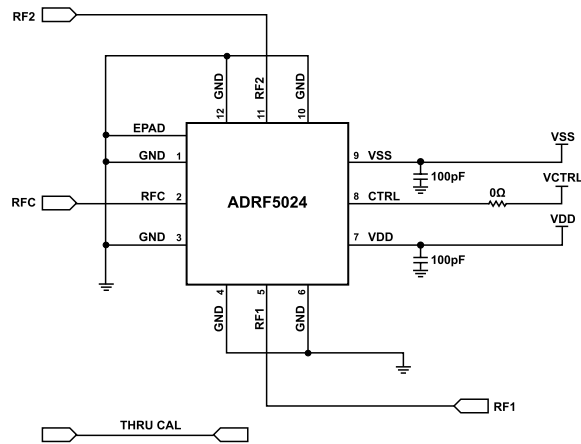 RF2
GND
RF2
GND
12
11
10
EPAD
GND
1
9
VSS
VSS
100pF
VCTRL
0Ω
RFC
RFC
2
ADRF5024
8
CTRL
VDD
GND
3
7
VDD
100pF
4
5
6
GND
RF1
GND
RF1
THRU CAL